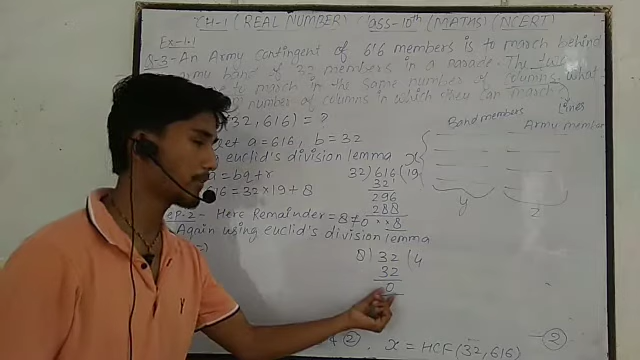 CH-1 (REAL NUMBER) Class-10th (MATHS) (NCERT)
Ex-1.1
Q-3- An Army contingent of 616 members is to march behind
army band of 32 members in a parade. The
to march in the same number of columns. what
number of columns in which they can march
Lines
Band members Army member
(32, 616) = ?
let a=616, b=32
euclid's division lemma
a=bq+r
616=32×19+8
x
32) 616 (19
32
296
288
8
y
z
Step-2- Here Remainder = 8≠0
Again using euclid's division lemma
8) 32 (4
32
0
②. x = HCF(32,616) —②